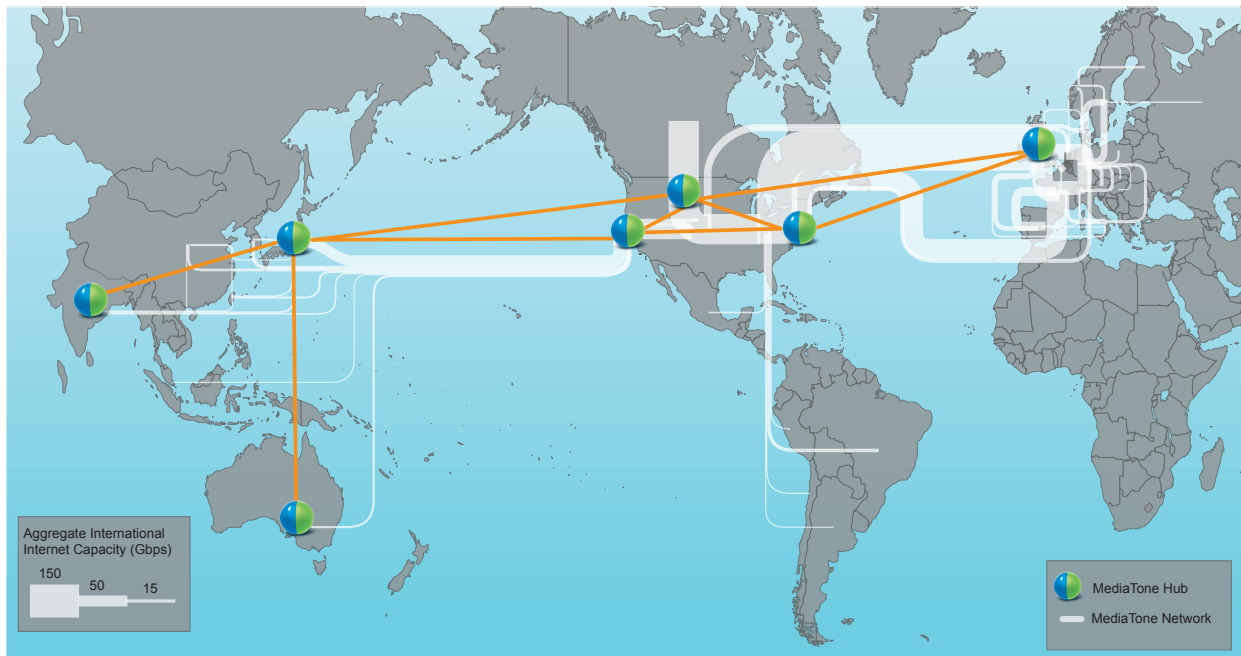 Aggregate International
Internet Capacity (Gbps)
150
50
15
MediaTone Hub
MediaTone Network